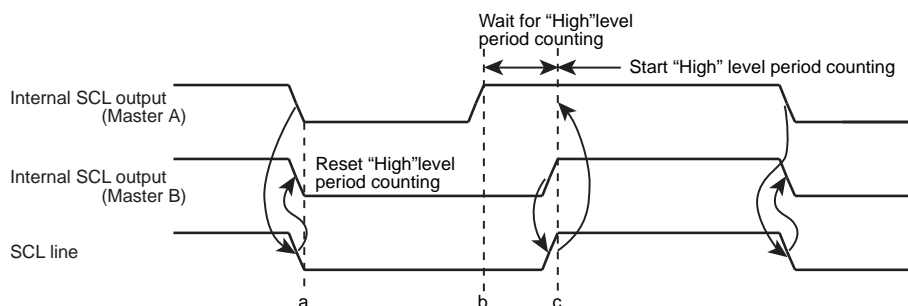 Wait for “High”level
period counting
Start “High” level period counting
Internal SCL output
(Master A)
Reset “High”level
period counting
Internal SCL output
(Master B)
SCL line
a
b
c